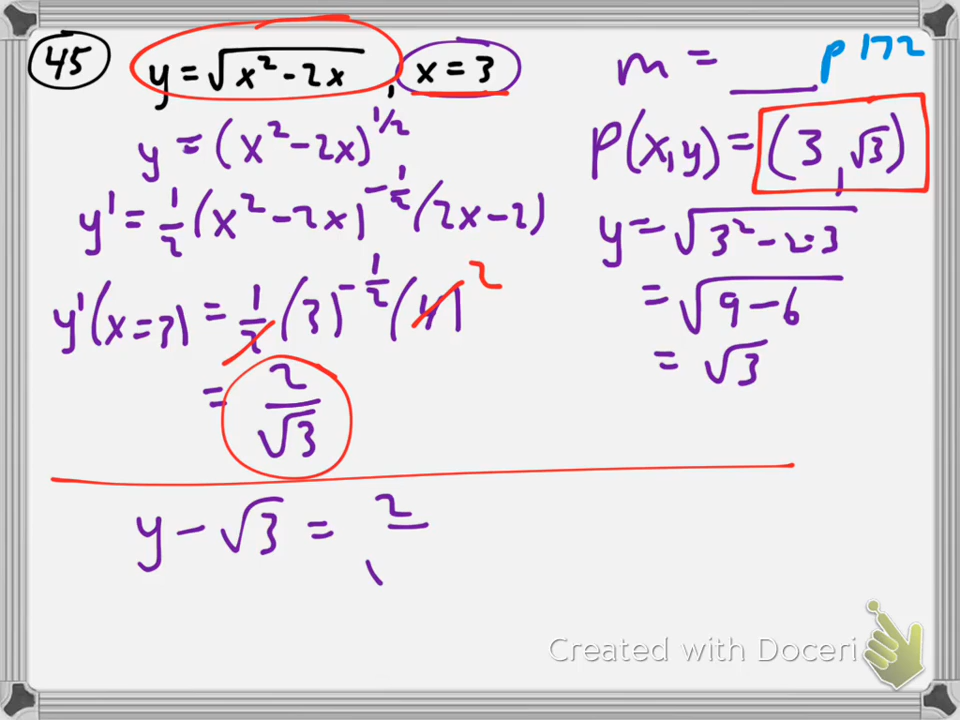 45 y = √(x² - 2x) , x = 3
y = (x² - 2x)^1/2
y' = 1/2 (x² - 2x)^-1/2 (2x - 2)
y'(x=3) = 1/2 (3)^-1/2 (4) 2
= 2/√3
m = ___ p 172
P(x,y) = (3, √3)
y = √(3² - 2·3)
= √(9 - 6)
= √3
y - √3 = 2/
Created with Doceri